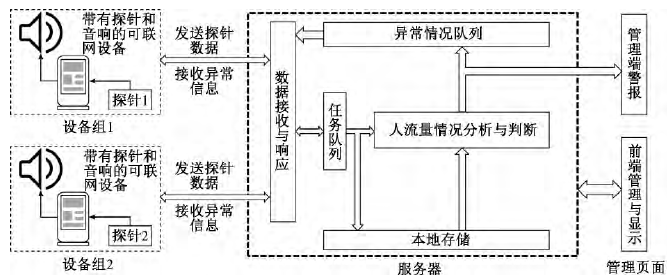 带有探针和
音响的可联
网设备
探针1
设备组1
发送探针
数据
接收异常
信息
带有探针和
音响的可联
网设备
探针2
设备组2
发送探针
数据
接收异常
信息
数据接收与响应
任务队列
异常情况队列
人流量情况分析与判断
本地存储
服务器
管理端警报
前端管理与显示
管理页面